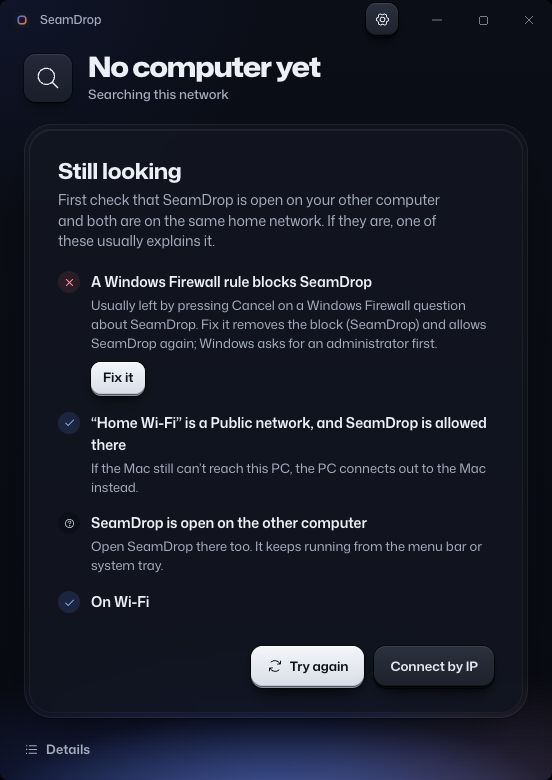 SeamDrop
No computer yet
Searching this network
Still looking
First check that SeamDrop is open on your other computer
and both are on the same home network. If they are, one of
these usually explains it.
A Windows Firewall rule blocks SeamDrop
Usually left by pressing Cancel on a Windows Firewall question
about SeamDrop. Fix it removes the block (SeamDrop) and allows
SeamDrop again; Windows asks for an administrator first.
Fix it
“Home Wi-Fi” is a Public network, and SeamDrop is allowed
there
If the Mac still can’t reach this PC, the PC connects out to the Mac
instead.
SeamDrop is open on the other computer
Open SeamDrop there too. It keeps running from the menu bar or
system tray.
On Wi-Fi
Try again
Connect by IP
Details